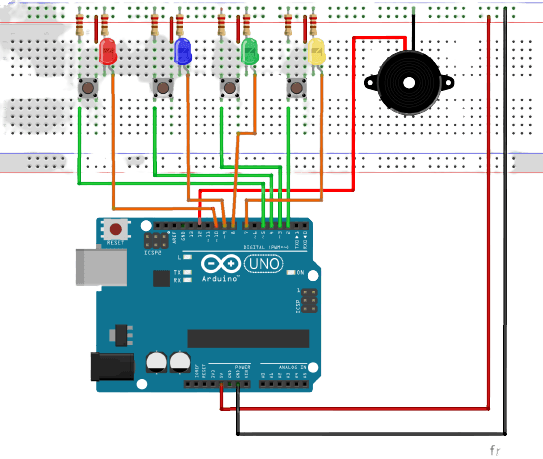 RESET
ICSP2
AREF
GND
13
12
~11
~10
~9
8
7
~6
~5
4
~3
2
TX→1
RX←0
DIGITAL (PWM=~)
L
TX
RX
UNO
ON
Arduino™
ICSP
1
IOREF
RESET
3V3
5V
GND
GND
VIN
POWER
ANALOG IN
A0
A1
A2
A3
A4
A5
fr